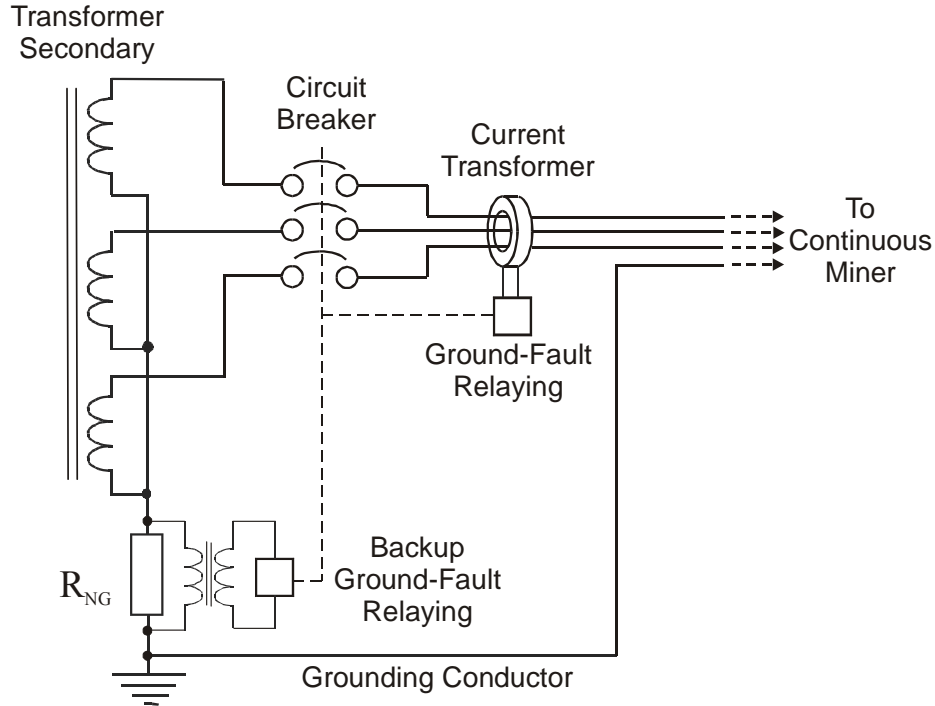 Transformer
Secondary
Circuit
Breaker
Current
Transformer
To
Continuous
Miner
Ground-Fault
Relaying
Backup
Ground-Fault
Relaying
R_NG
Grounding Conductor